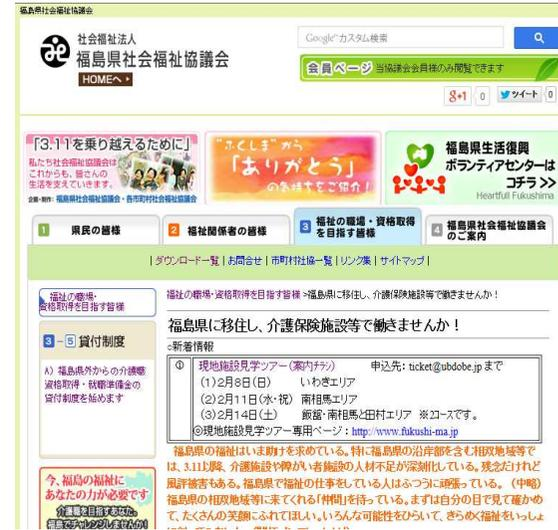 福島県社会福祉協議会
社会福祉法人
福島県社会福祉協議会
HOMEへ
Google カスタム検索
会員ページ 当協議会会員様のみ閲覧できます
g+1 0 ツイート 0
「3.11を乗り越えるために」
私たち社会福祉協議会は
これからも、皆さんの
生活を支えていきます。
企画・制作：福島県社会福祉協議会・各市町村社会福祉協議会
"ふくしま"から
「ありがとう」
の気持ちをご紹介！
福島県生活復興
ボランティアセンターは
コチラ>>
Heartfull Fukushima
1 県民の皆様
2 福祉関係者の皆様
3 福祉の職場・資格取得
を目指す皆様
4 福島県社会福祉協議会
のご案内
|ダウンロード一覧|お問合せ|市町村社協一覧|リンク集|サイトマップ|
福祉の職場・
資格取得を目指す皆様
3-5 貸付制度
A) 福島県外からの介護職
資格取得・就職準備金の
貸付制度を始めます
今、福島の福祉に
あなたの力が必要です
介護職を目指すあなた、
福島でチャレンジしませんか!
福祉の職場・資格取得を目指す皆様 >福島県に移住し、介護保険施設等で働きませんか！
福島県に移住し、介護保険施設等で働きませんか！
○新着情報
① 現地施設見学ツアー（案内チラシ） 申込先：ticket@ubdobe.jpまで
(1)2月8日(日) いわきエリア
(2)2月11日(水・祝) 南相馬エリア
(3)2月14日(土) 飯舘・南相馬と田村エリア ※2コースです。
◎現地施設見学ツアー専用ページ：http://www.fukushi-ma.jp
福島県の福祉はいま助けを求めている。特に福島県の沿岸部を含む相双地域等で
は、3.11以降、介護施設や障がい者施設の人材不足が深刻化している。残念だけれど
風評被害もある。福島県で福祉の仕事をしている人はふつうに頑張っている。（中略）
福島県の相双地域等に来てくれる「仲間」を待っている。まずは自分の目で見て確かめ
て、たくさんの笑顔にふれてほしい。いろんな可能性をひらいて、きらめく福祉をいっしょ